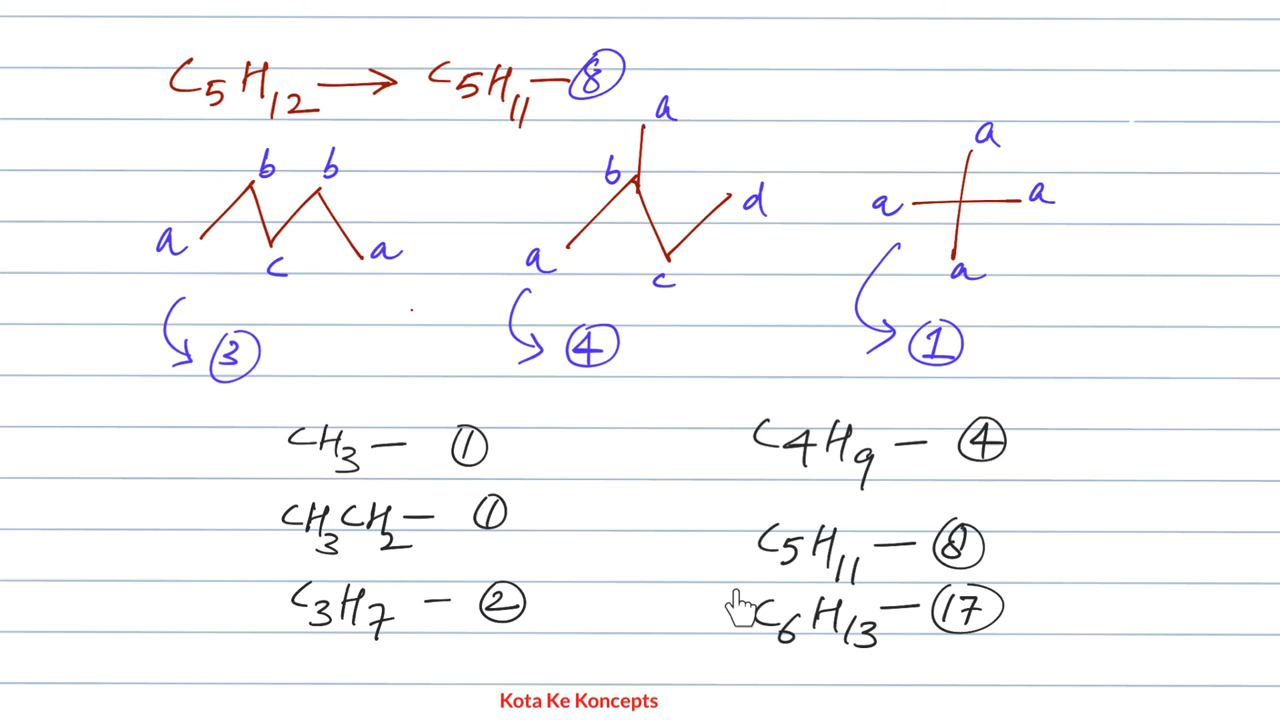 C5H12 → C5H11 – 8
a b c b a
a b a c d
a a a a
3
4
1
CH3 – 1
CH3CH2 – 1
C3H7 – 2
C4H9 – 4
C5H11 – 8
C6H13 – 17
Kota Ke Koncepts